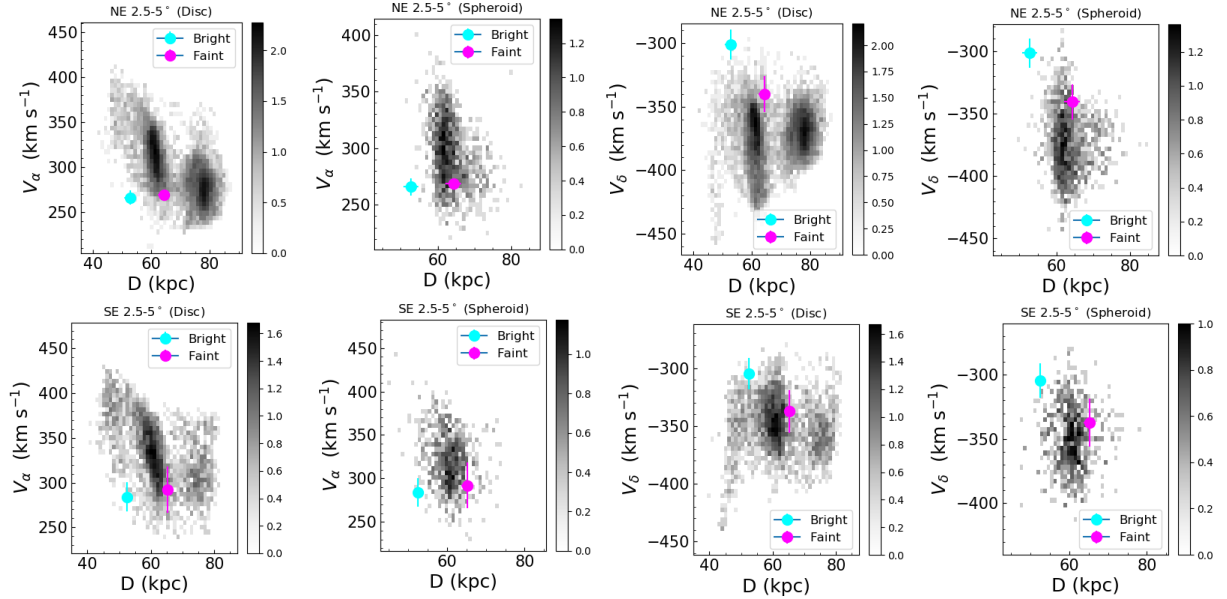 NE 2.5-5° (Disc)
450
400
350
300
250
Vα (km s⁻¹)
Bright
Faint
40 60 80
D (kpc)
2.0
1.5
1.0
0.5
0.0
NE 2.5-5° (Spheroid)
400
350
300
250
Vα (km s⁻¹)
Bright
Faint
60 80
D (kpc)
1.2
1.0
0.8
0.6
0.4
0.2
0.0
NE 2.5-5° (Disc)
−300
−350
−400
−450
Vδ (km s⁻¹)
Bright
Faint
40 60 80
D (kpc)
2.00
1.75
1.50
1.25
1.00
0.75
0.50
0.25
0.00
NE 2.5-5° (Spheroid)
−300
−350
−400
−450
Vδ (km s⁻¹)
Bright
Faint
60 80
D (kpc)
1.2
1.0
0.8
0.6
0.4
0.2
0.0
SE 2.5-5° (Disc)
450
400
350
300
250
Vα (km s⁻¹)
Bright
Faint
40 60 80
D (kpc)
1.6
1.4
1.2
1.0
0.8
0.6
0.4
0.2
0.0
SE 2.5-5° (Spheroid)
450
400
350
300
250
Vα (km s⁻¹)
Bright
Faint
60 80
D (kpc)
1.0
0.8
0.6
0.4
0.2
0.0
SE 2.5-5° (Disc)
−300
−350
−400
−450
Vδ (km s⁻¹)
Bright
Faint
40 60 80
D (kpc)
1.6
1.4
1.2
1.0
0.8
0.6
0.4
0.2
0.0
SE 2.5-5° (Spheroid)
−300
−350
−400
Vδ (km s⁻¹)
Bright
Faint
60 80
D (kpc)
1.0
0.8
0.6
0.4
0.2
0.0